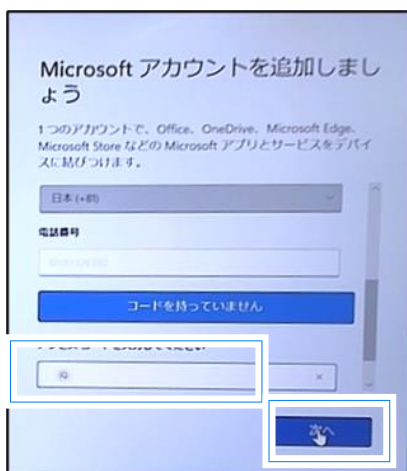 Microsoft アカウントを追加しまし
ょう
1 つのアカウントで、Office、OneDrive、Microsoft Edge、
Microsoft Store などの Microsoft アプリとサービスをデバイ
スに結びつけます。
日本 (+81)
電話番号
コードを持っていません
次へ